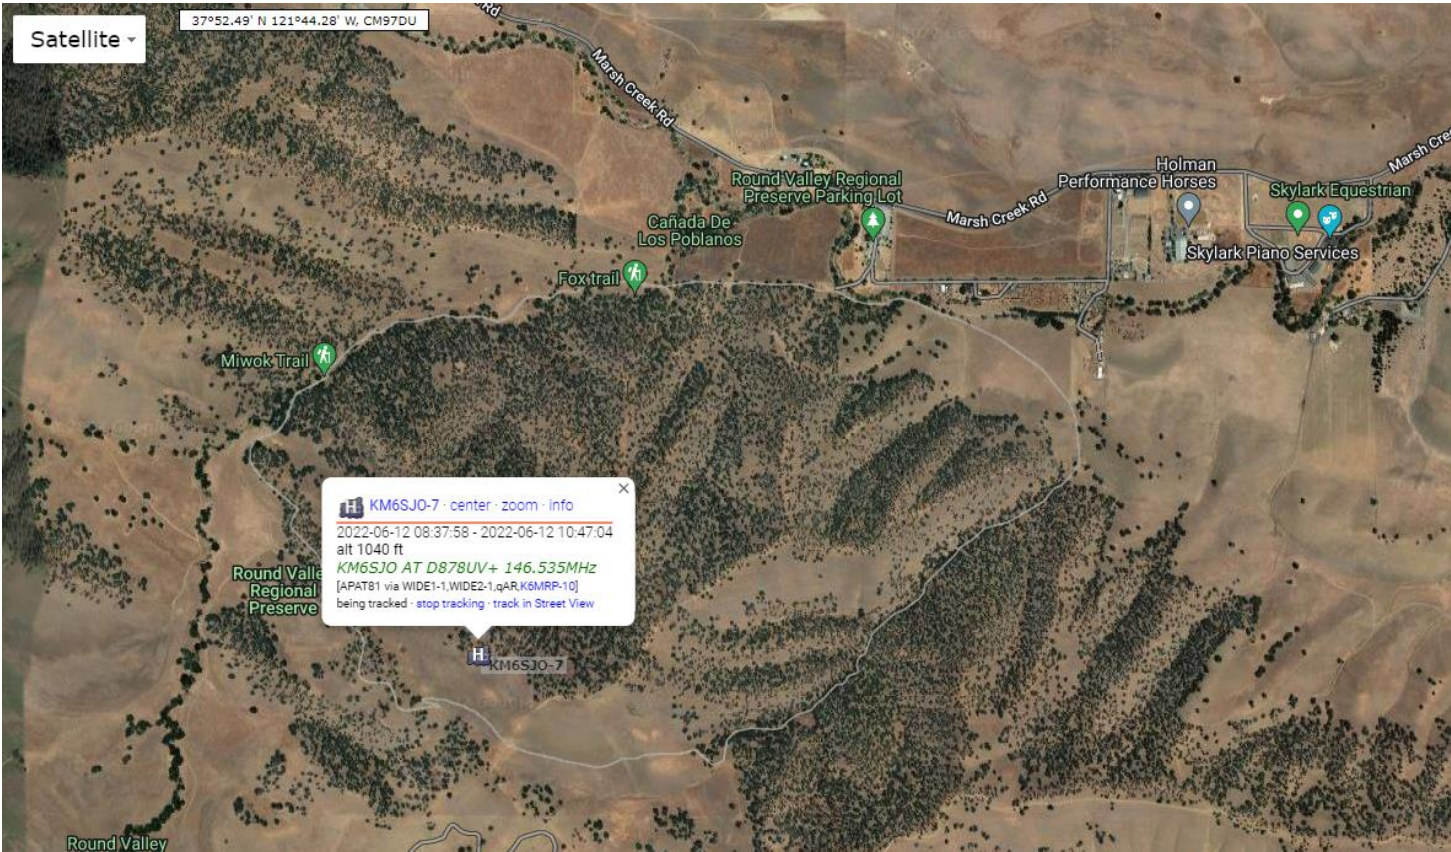 Satellite
37°52.49' N 121°44.28' W, CM97DU
Rd
Marsh Creek Rd
Marsh Cre
Holman
Performance Horses
Round Valley Regional
Preserve Parking Lot
Skylark Equestrian
Marsh Creek Rd
Cañada De
Los Poblanos
Skylark Piano Services
Fox trail
Miwok Trail
KM6SJO-7 · center · zoom · info
2022-06-12 08:37:58 - 2022-06-12 10:47:04
alt 1040 ft
KM6SJO AT D878UV+ 146.535MHz
[APAT81 via WIDE1-1,WIDE2-1,qAR,K6MRP-10]
being tracked · stop tracking · track in Street View
Round Valle
Regional
Preserve
H
KM6SJO-7
Round Valley